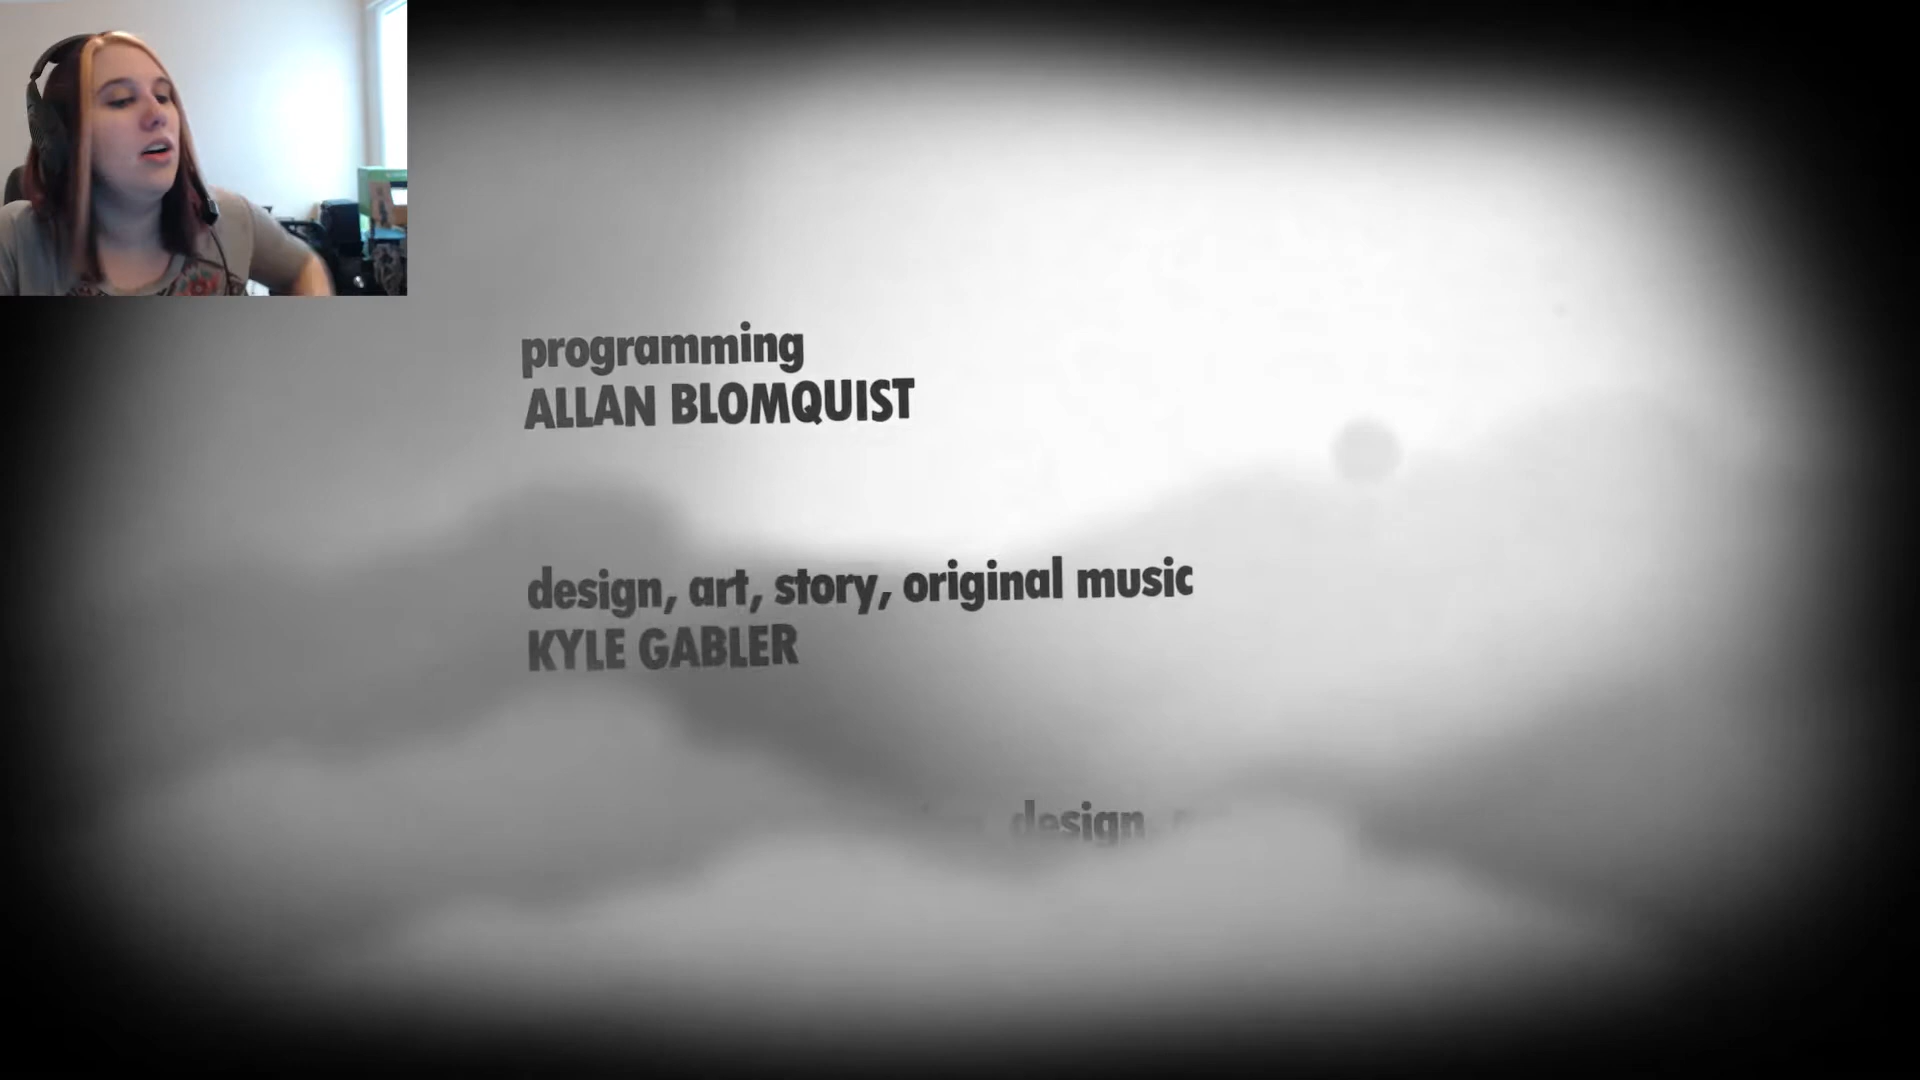 programming
ALLAN BLOMQUIST
design, art, story, original music
KYLE GABLER
design,